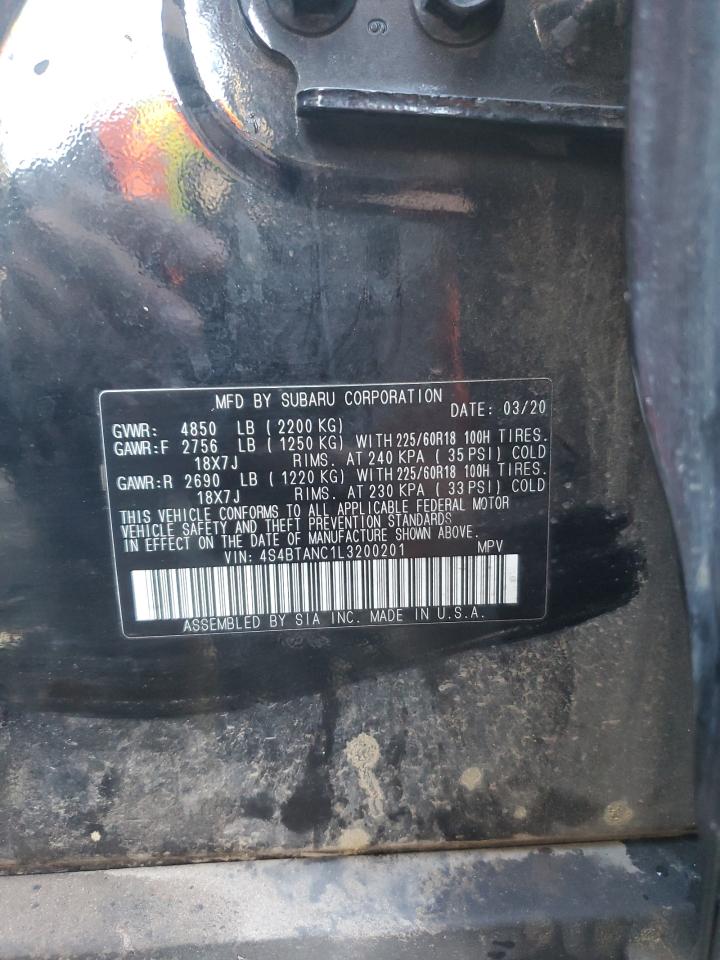 MFD BY SUBARU CORPORATION
DATE: 03/20
GVWR: 4850 LB (2200 KG)
GAWR:F 2756 LB (1250 KG) WITH 225/60R18 100H TIRES.
18X7J RIMS. AT 240 KPA (35 PSI) COLD
GAWR:R 2690 LB (1220 KG) WITH 225/60R18 100H TIRES.
18X7J RIMS. AT 230 KPA (33 PSI) COLD
THIS VEHICLE CONFORMS TO ALL APPLICABLE FEDERAL MOTOR
VEHICLE SAFETY AND THEFT PREVENTION STANDARDS
IN EFFECT ON THE DATE OF MANUFACTURE SHOWN ABOVE.
VIN: 4S4BTANC1L3200201 MPV
ASSEMBLED BY SIA INC. MADE IN U.S.A.